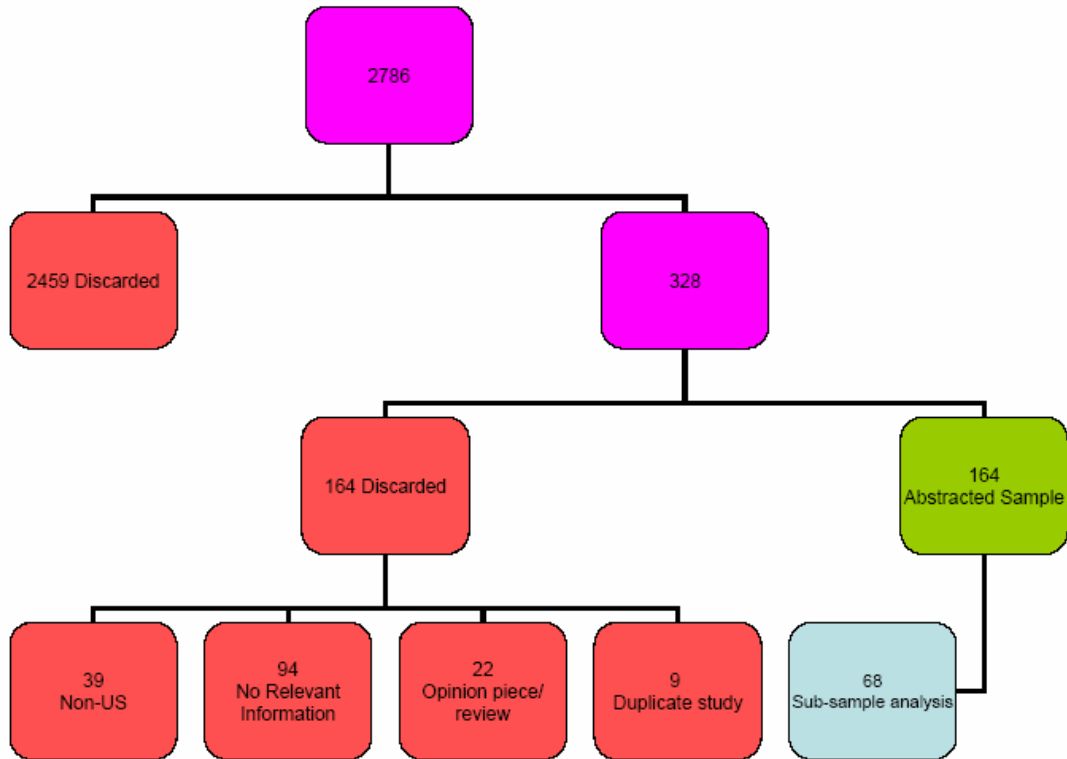 2786
2459 Discarded
328
164 Discarded
164
Abstracted Sample
39
Non-US
94
No Relevant
Information
22
Opinion piece/
review
9
Duplicate study
68
Sub-sample analysis